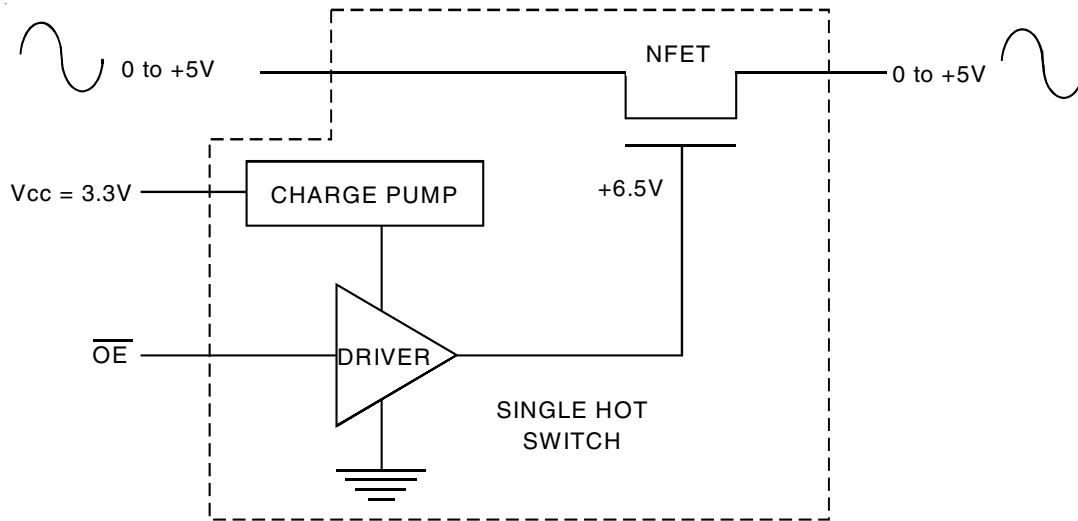 NFET
0 to +5V
0 to +5V
Vcc = 3.3V
CHARGE PUMP
+6.5V
OE
DRIVER
SINGLE HOT
SWITCH